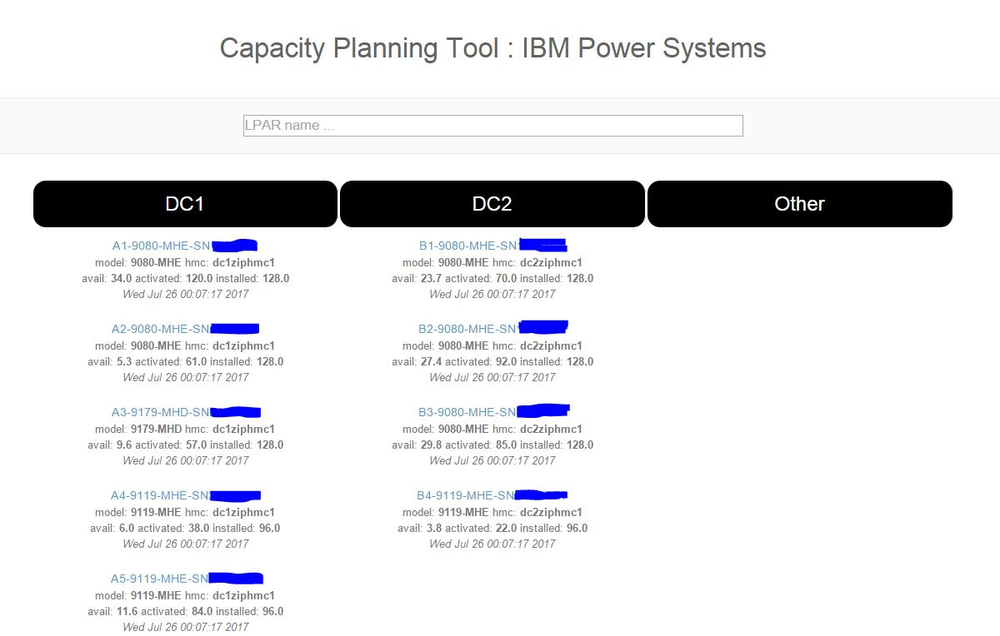 Capacity Planning Tool : IBM Power Systems
LPAR name ...
DC1
A1-9080-MHE-SN
model: 9080-MHE hmc: dc1ziphmc1
avail: 34.0 activated: 120.0 installed: 128.0
Wed Jul 26 00:07:17 2017
A2-9080-MHE-SN
model: 9080-MHE hmc: dc1ziphmc1
avail: 5.3 activated: 61.0 installed: 128.0
Wed Jul 26 00:07:17 2017
A3-9179-MHD-SN
model: 9179-MHD hmc: dc1ziphmc1
avail: 9.6 activated: 57.0 installed: 128.0
Wed Jul 26 00:07:17 2017
A4-9119-MHE-SN
model: 9119-MHE hmc: dc1ziphmc1
avail: 6.0 activated: 38.0 installed: 96.0
Wed Jul 26 00:07:17 2017
A5-9119-MHE-SN
model: 9119-MHE hmc: dc1ziphmc1
avail: 11.6 activated: 84.0 installed: 96.0
Wed Jul 26 00:07:17 2017
DC2
B1-9080-MHE-SN
model: 9080-MHE hmc: dc2ziphmc1
avail: 23.7 activated: 70.0 installed: 128.0
Wed Jul 26 00:07:17 2017
B2-9080-MHE-SN
model: 9080-MHE hmc: dc2ziphmc1
avail: 27.4 activated: 92.0 installed: 128.0
Wed Jul 26 00:07:17 2017
B3-9080-MHE-SN
model: 9080-MHE hmc: dc2ziphmc1
avail: 29.8 activated: 85.0 installed: 128.0
Wed Jul 26 00:07:17 2017
B4-9119-MHE-SN
model: 9119-MHE hmc: dc2ziphmc1
avail: 3.8 activated: 22.0 installed: 96.0
Wed Jul 26 00:07:17 2017
Other